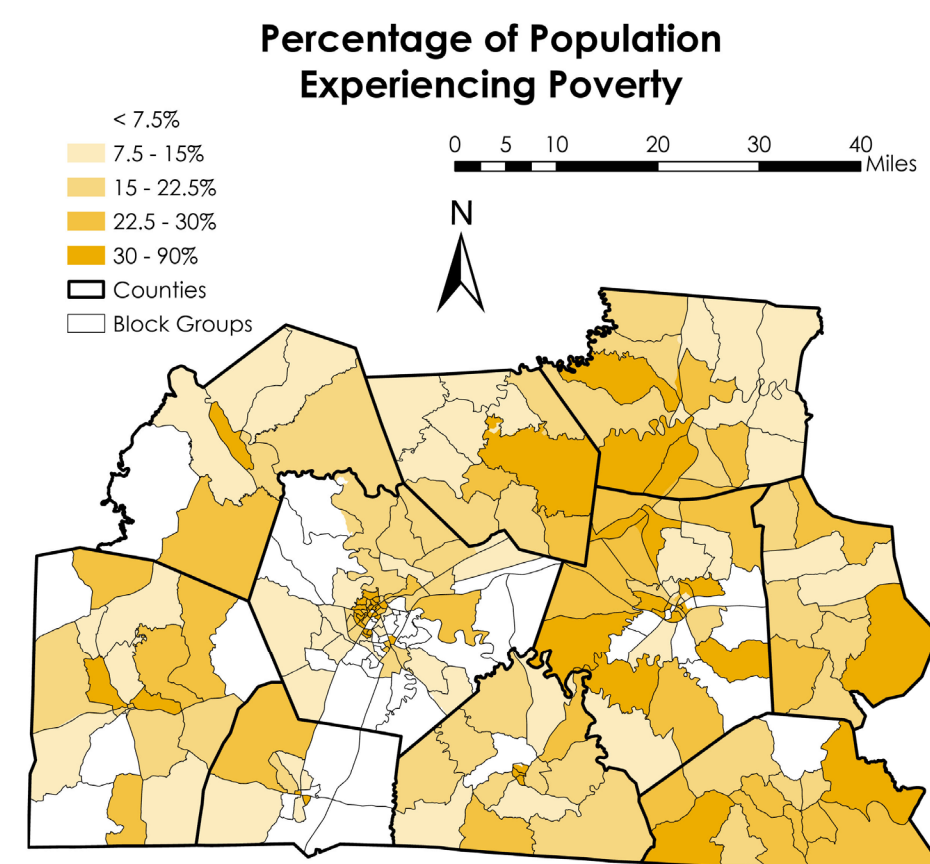 Percentage of Population
Experiencing Poverty
< 7.5%
7.5 - 15%
15 - 22.5%
22.5 - 30%
30 - 90%
Counties
Block Groups
0 5 10 20 30 40
Miles
N